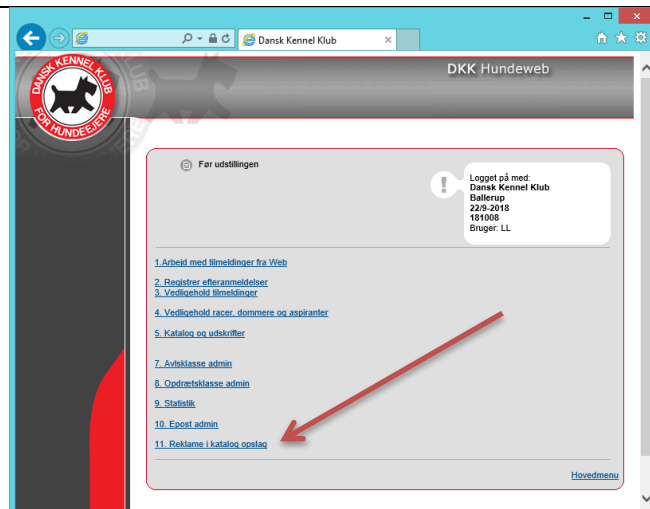 Dansk Kennel Klub
DKK Hundeweb
DANSK KENNEL KLUB
FOR HUNDEEJERE
Før udstillingen
Logget på med:
Dansk Kennel Klub
Ballerup
22/9-2018
181008
Bruger: LL
1.Arbejd med tilmeldinger fra Web
2. Registrer efteranmeldelser
3. Vedligehold tilmeldinger
4. Vedligehold racer, dommere og aspiranter
5. Katalog og udskrifter
7. Avlsklasse admin
8. Opdrætsklasse admin
9. Statistik
10. Epost admin
11. Reklame i katalog opslag
Hovedmenu